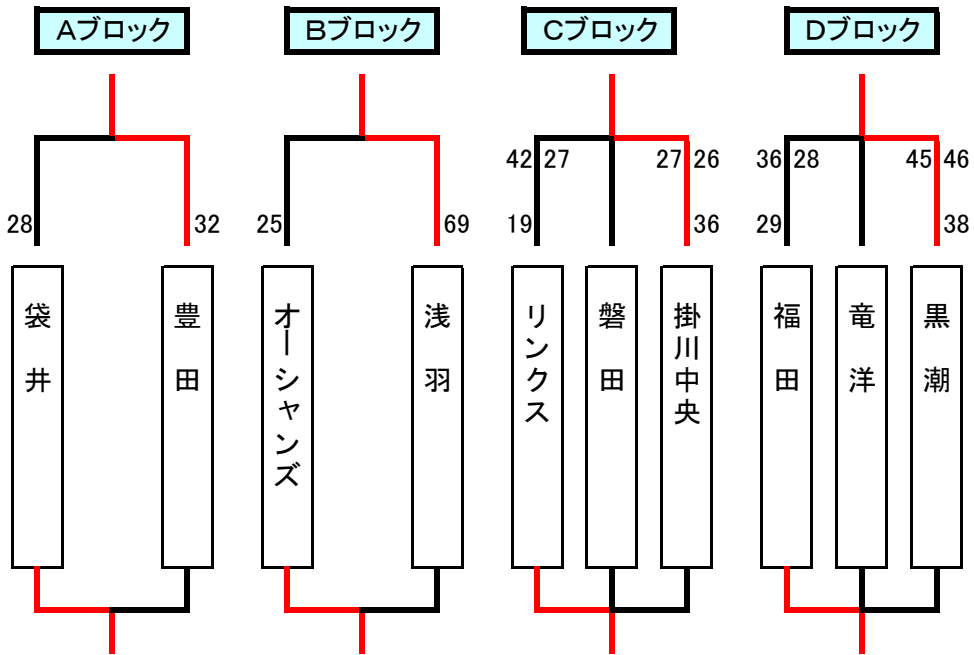 Aブロック
Bブロック
Cブロック
Dブロック
42 27
27 26
36 28
45 46
28
32
25
69
19
36
29
38
袋井
豊田
オーシャンズ
浅羽
リンクス
磐田
掛川中央
福田
竜洋
黒潮